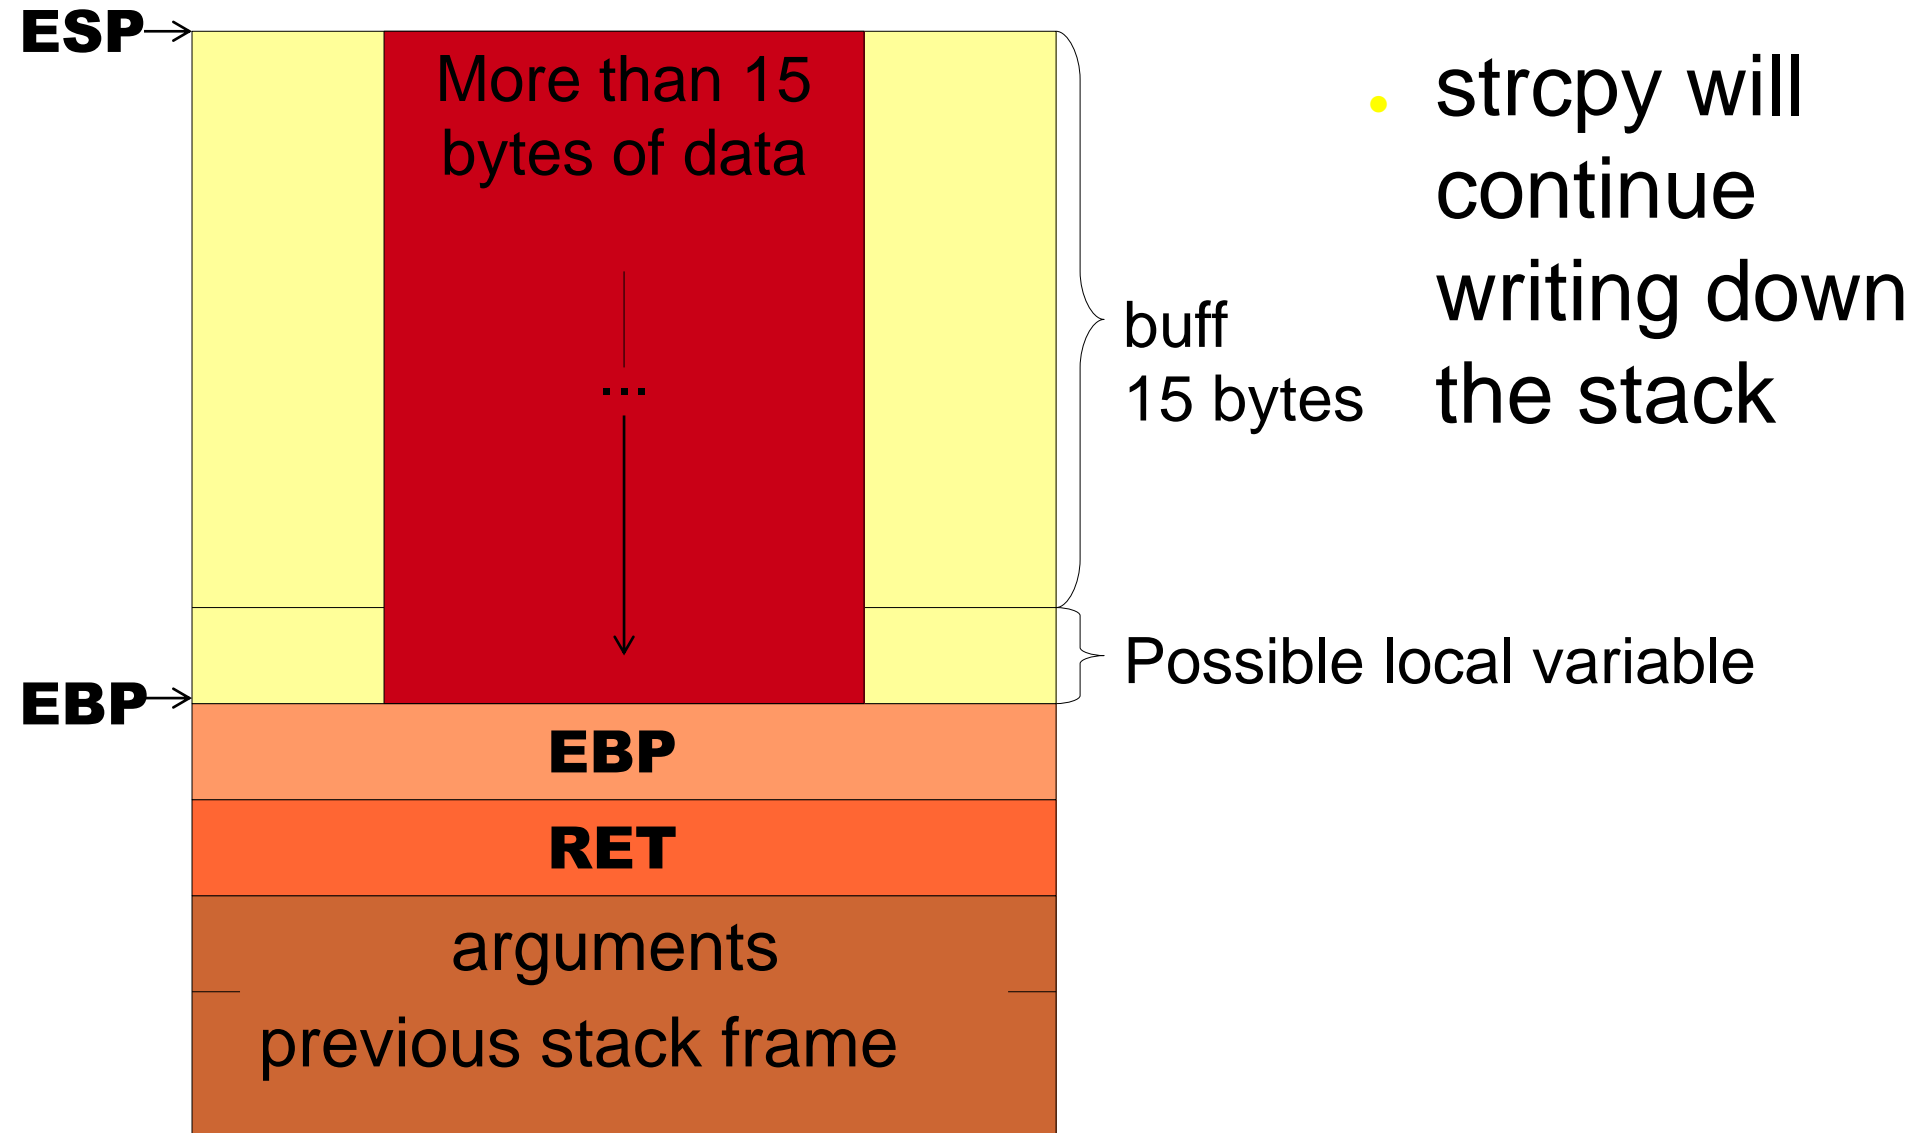 ESP
More than 15
bytes of data
...
buff
15 bytes
Possible local variable
EBP
EBP
RET
arguments
previous stack frame
• strcpy will
continue
writing down
the stack